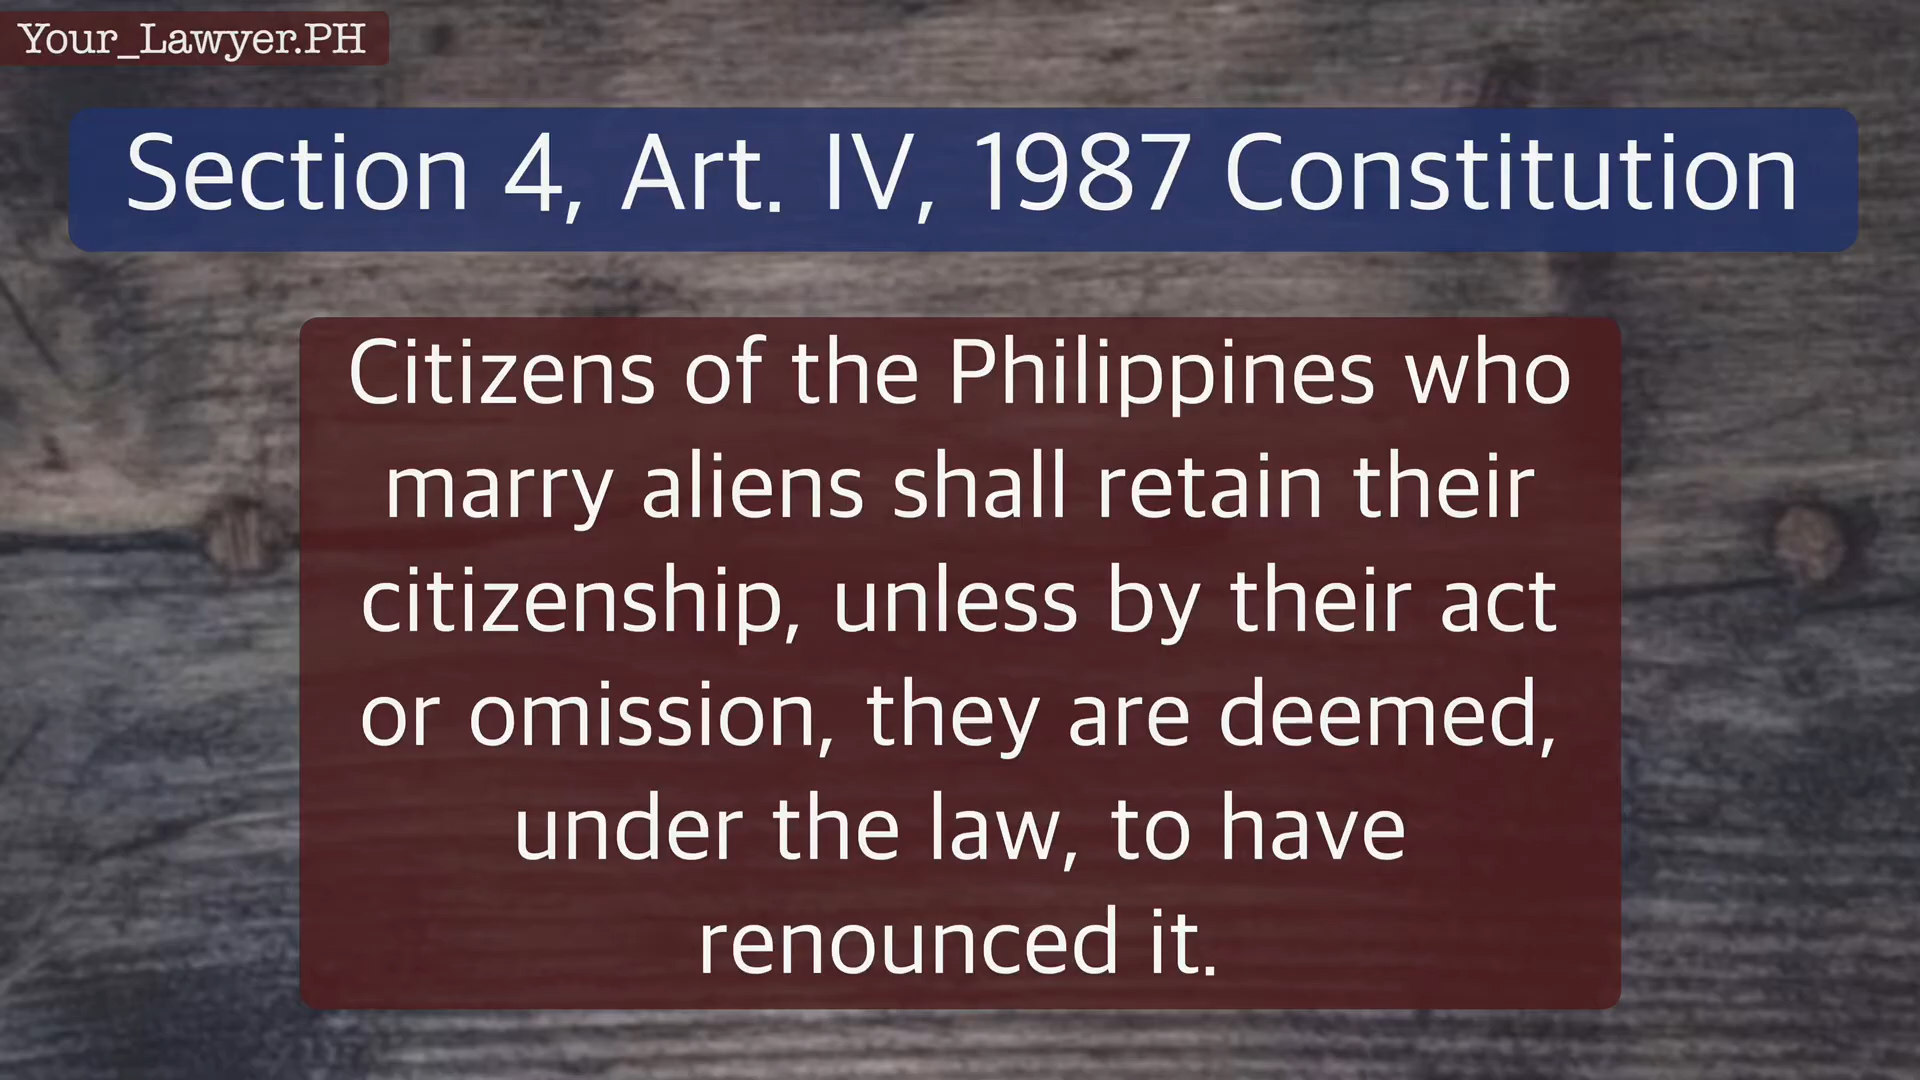 Your_Lawyer.PH
Section 4, Art. IV, 1987 Constitution
Citizens of the Philippines who
marry aliens shall retain their
citizenship, unless by their act
or omission, they are deemed,
under the law, to have
renounced it.